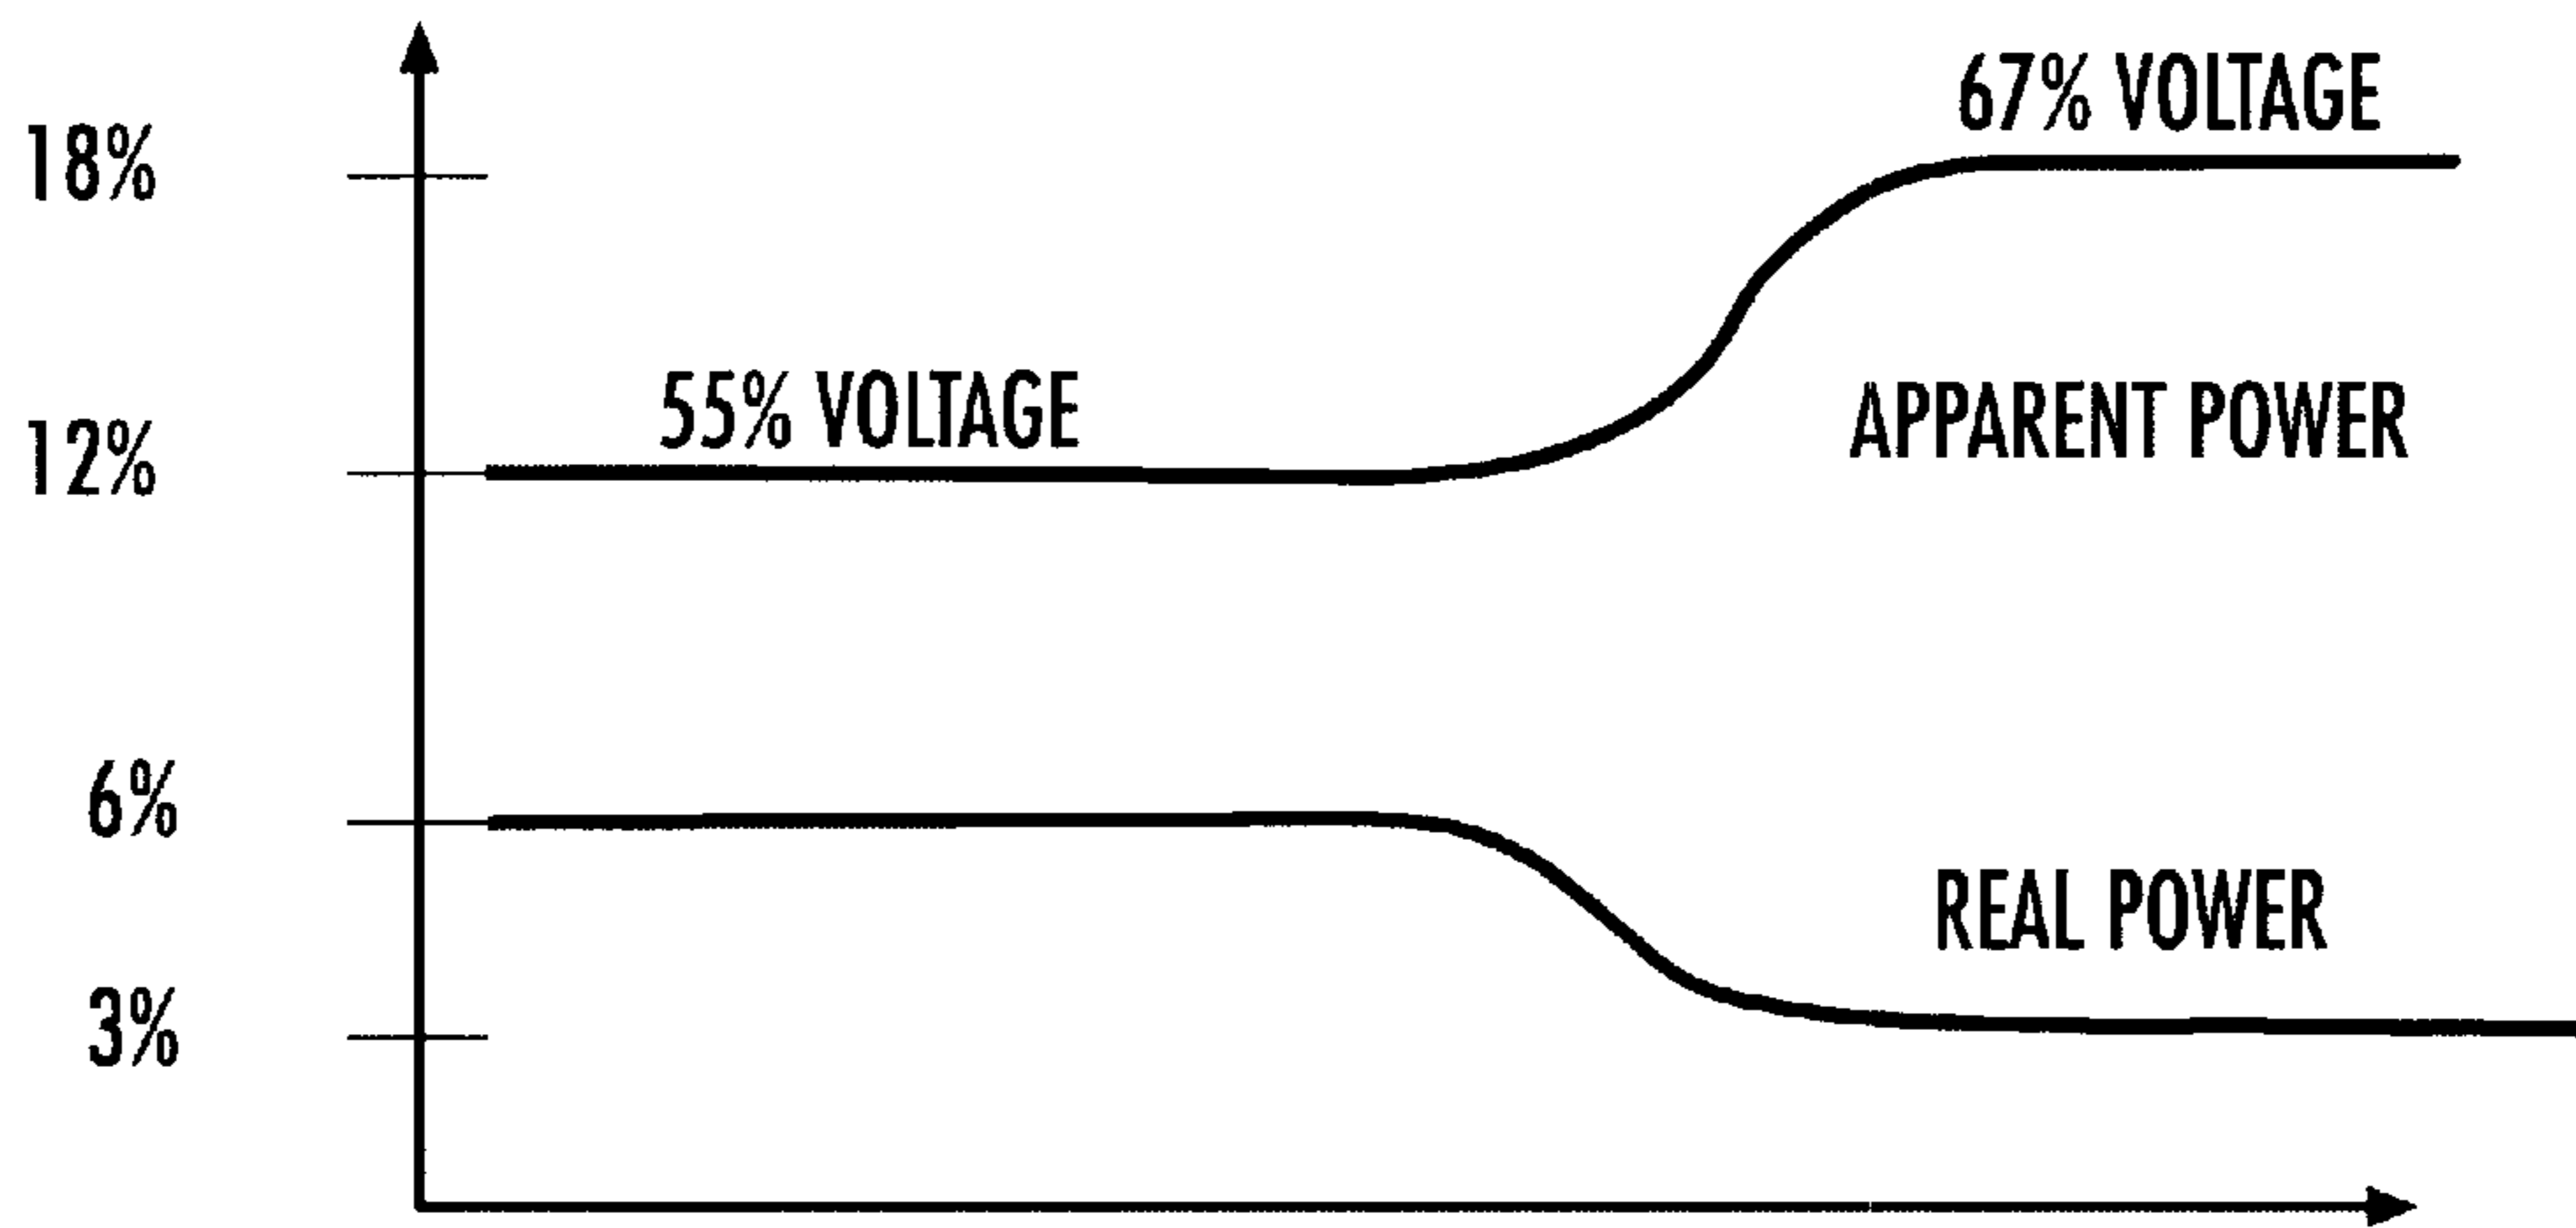 67% VOLTAGE
18%
55% VOLTAGE
APPARENT POWER
12%
6%
REAL POWER
3%